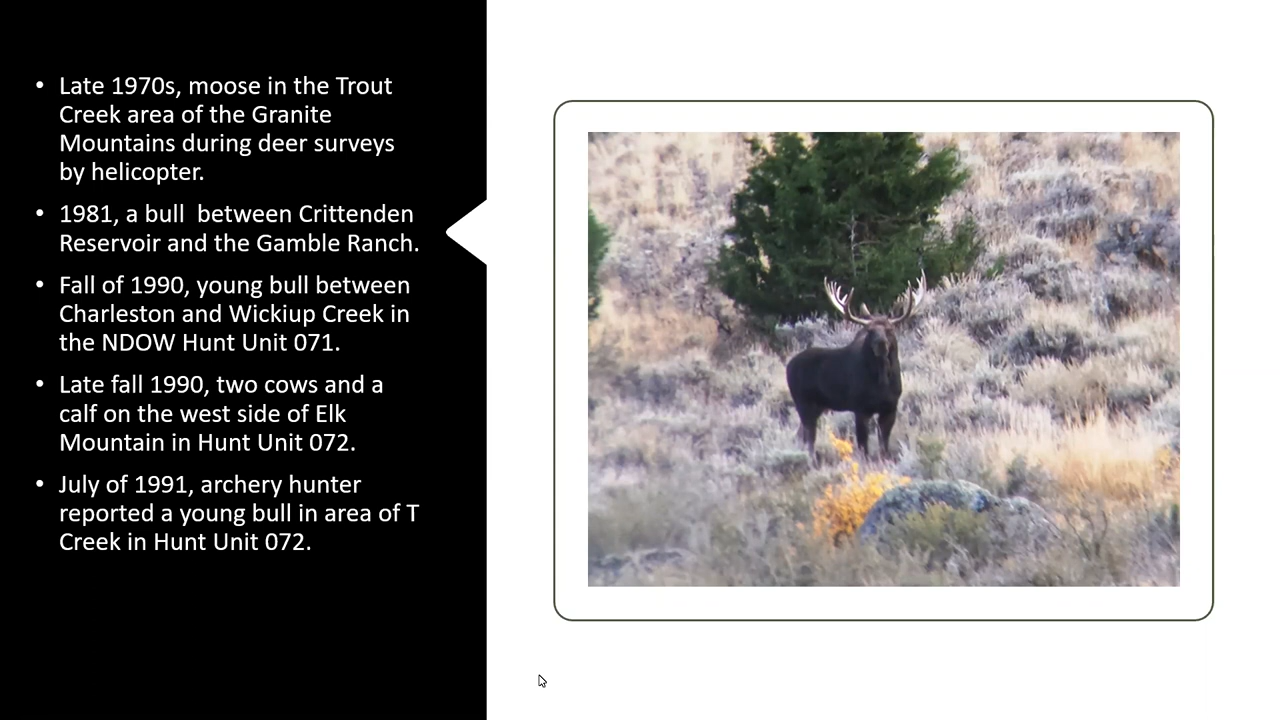 • Late 1970s, moose in the Trout
Creek area of the Granite
Mountains during deer surveys
by helicopter.
• 1981, a bull  between Crittenden
Reservoir and the Gamble Ranch.
• Fall of 1990, young bull between
Charleston and Wickiup Creek in
the NDOW Hunt Unit 071.
• Late fall 1990, two cows and a
calf on the west side of Elk
Mountain in Hunt Unit 072.
• July of 1991, archery hunter
reported a young bull in area of T
Creek in Hunt Unit 072.